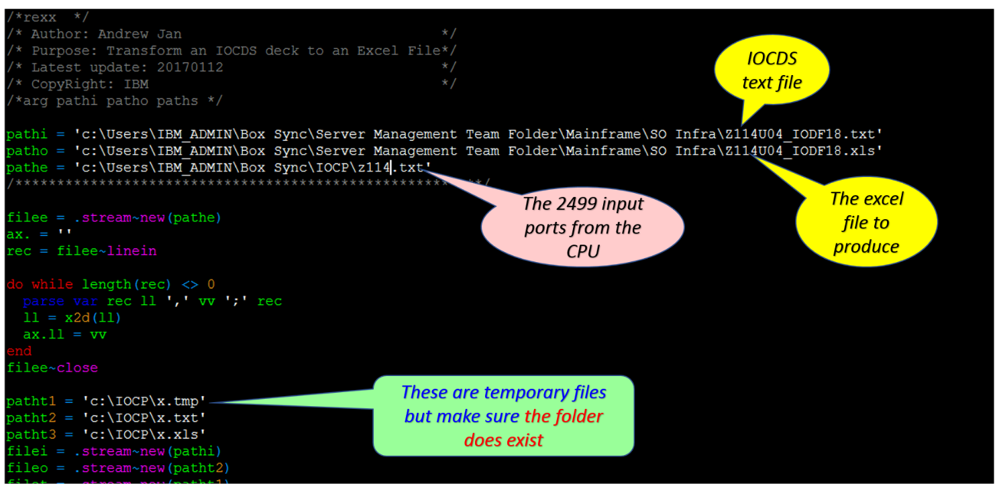 /*rexx  */
/* Author: Andrew Jan                               */
/* Purpose: Transform an IOCDS deck to an Excel File*/
/* Latest update: 20170112                          */
/* CopyRight: IBM                                   */
/*arg pathi patho paths */
IOCDS
text file
pathi = 'c:\Users\IBM_ADMIN\Box Sync\Server Management Team Folder\Mainframe\SO Infra\Z114U04_IODF18.txt'
patho = 'c:\Users\IBM_ADMIN\Box Sync\Server Management Team Folder\Mainframe\SO Infra\Z114U04_IODF18.xls'
pathe = 'c:\Users\IBM_ADMIN\Box Sync\IOCP\z114.txt'
/********************************************************/
The 2499 input
ports from the
CPU
The excel
file to
produce
filee = .stream~new(pathe)
ax. = ''
rec = filee~linein
do while length(rec) <> 0
  parse var rec ll ',' vv ';' rec
  ll = x2d(ll)
  ax.ll = vv
end
filee~close
These are temporary files
but make sure the folder
does exist
patht1 = 'c:\IOCP\x.tmp'
patht2 = 'c:\IOCP\x.txt'
patht3 = 'c:\IOCP\x.xls'
filei = .stream~new(pathi)
fileo = .stream~new(patht2)